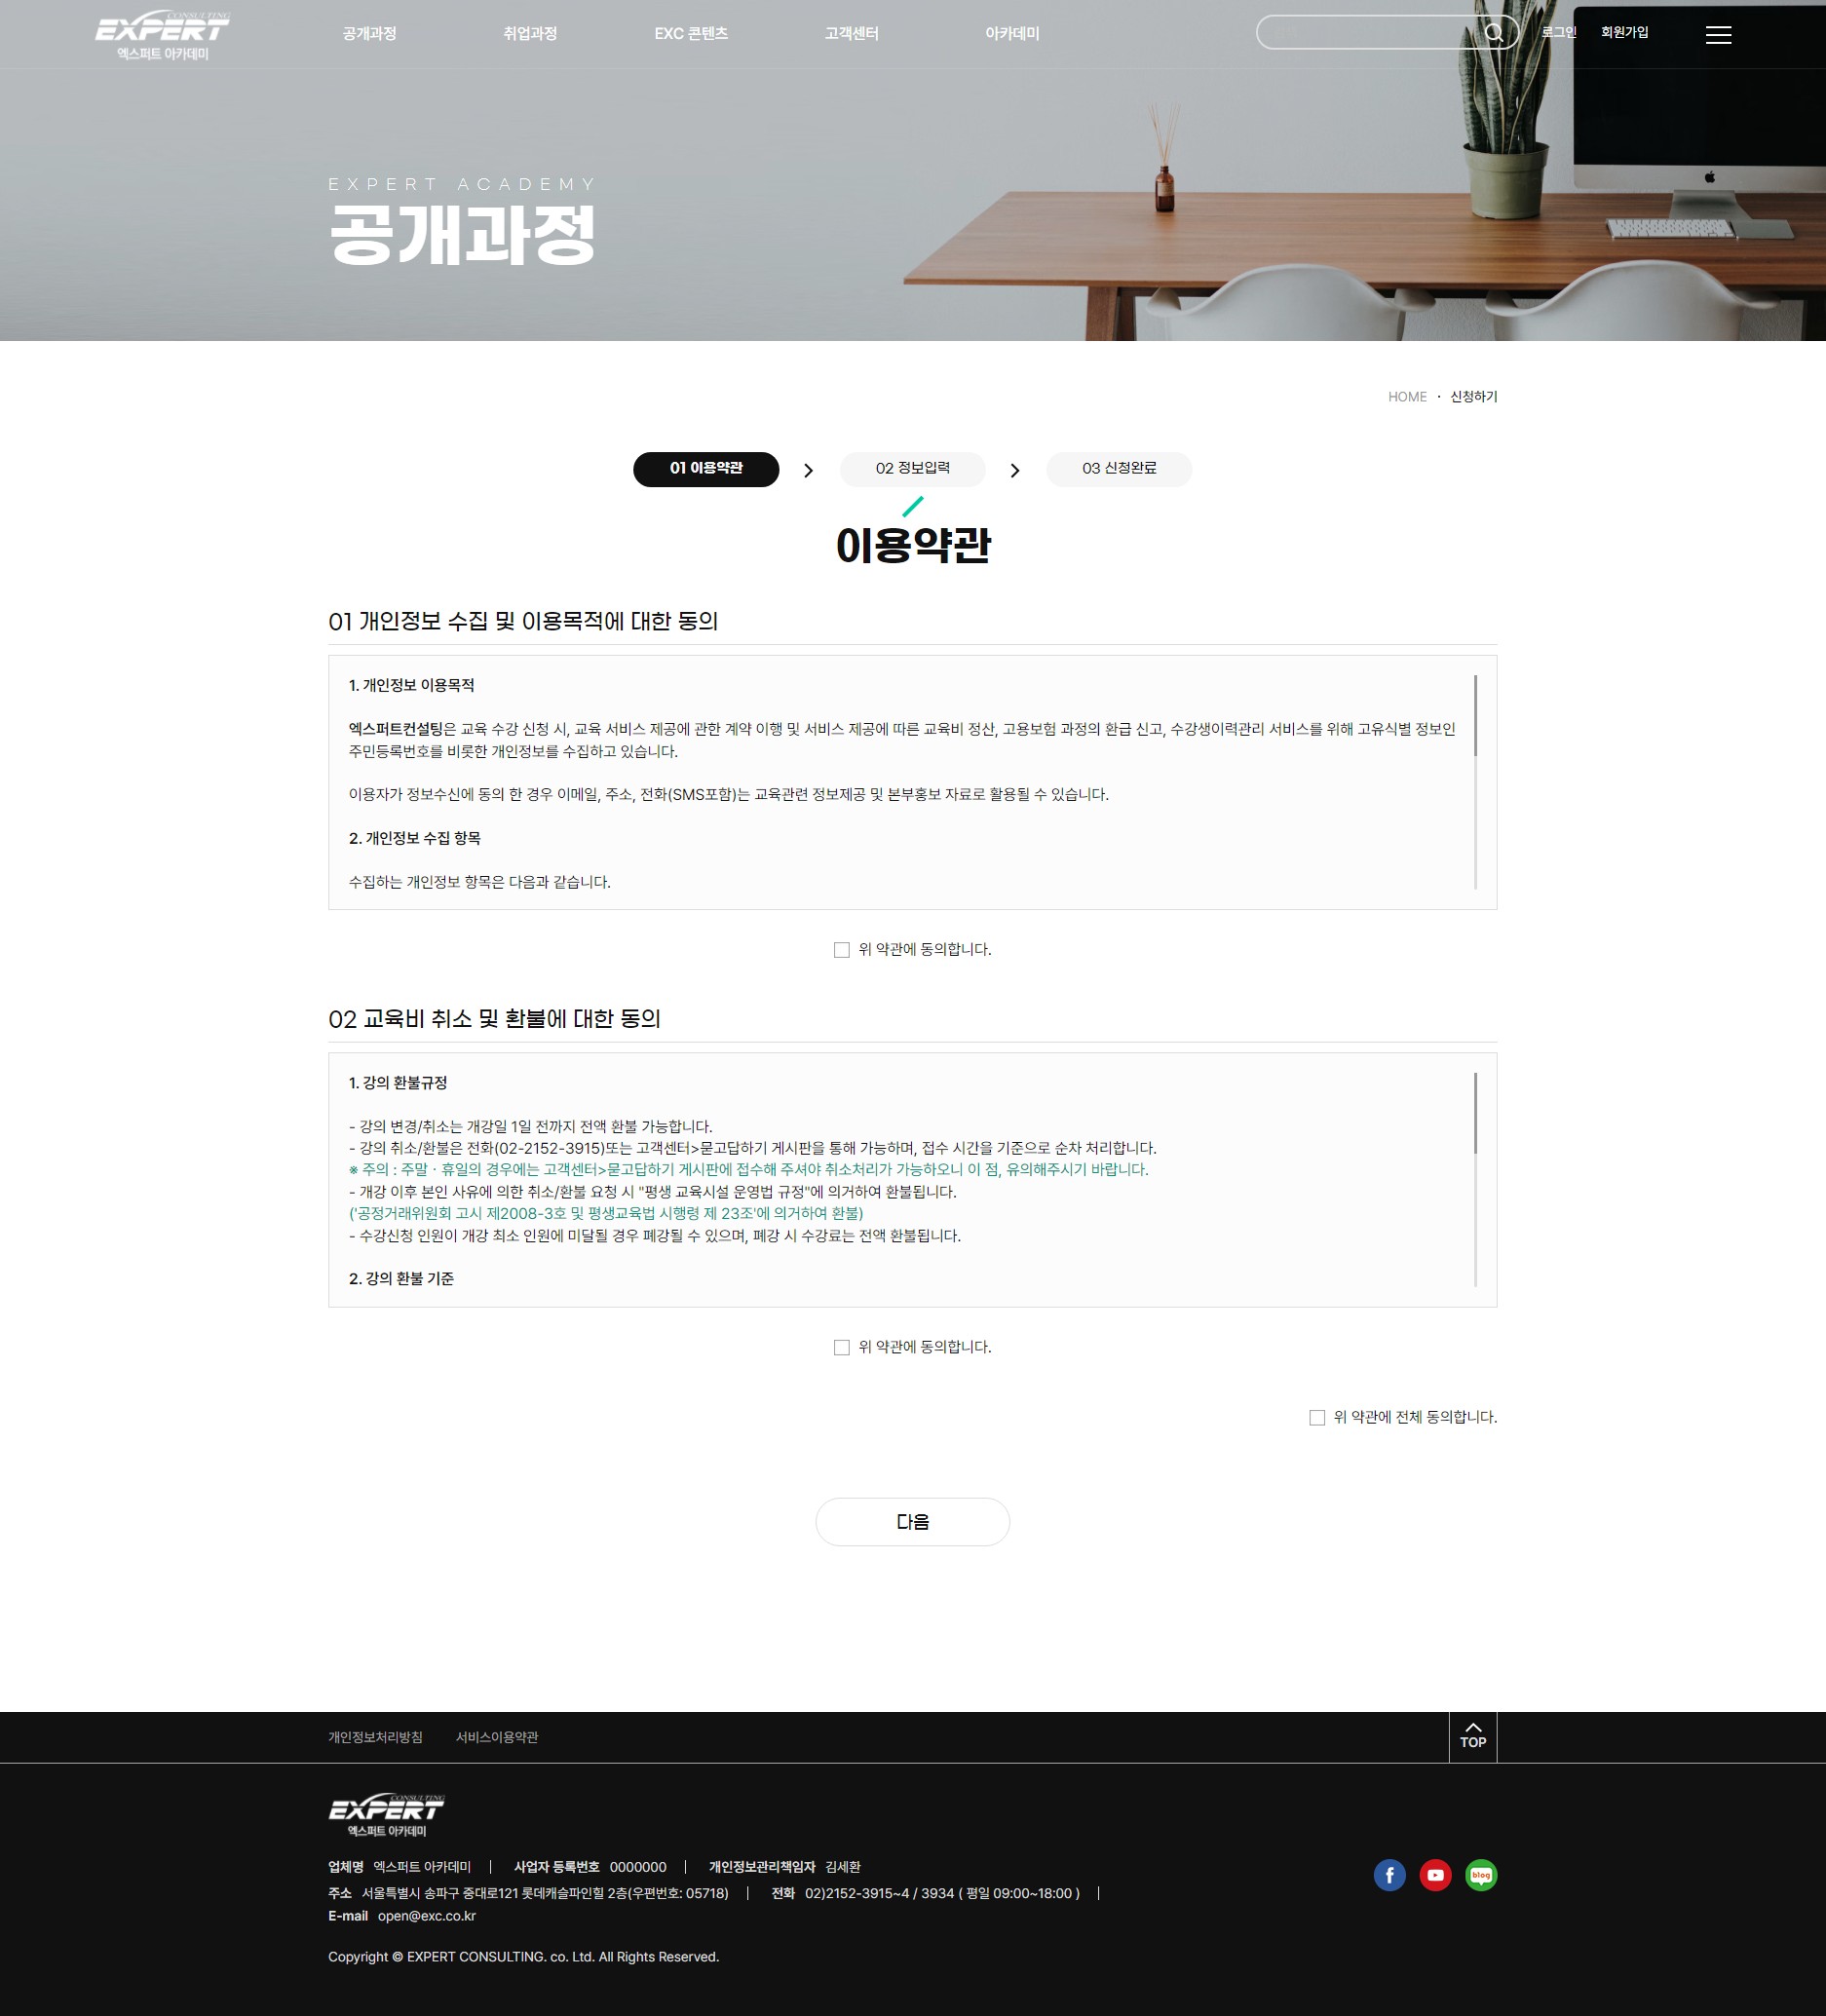 CONSULTING
EXPERT
엑스퍼트 아카데미
공개과정
취업과정
EXC 콘텐츠
고객센터
아카데미
로그인
회원가입
EXPERT ACADEMY
공개과정
HOME · 신청하기
01 이용약관
02 정보입력
03 신청완료
이용약관
01 개인정보 수집 및 이용목적에 대한 동의
1. 개인정보 이용목적
엑스퍼트컨설팅은 교육 수강 신청 시, 교육 서비스 제공에 관한 계약 이행 및 서비스 제공에 따른 교육비 정산, 고용보험 과정의 환급 신고, 수강생이력관리 서비스를 위해 고유식별 정보인
주민등록번호를 비롯한 개인정보를 수집하고 있습니다.
이용자가 정보수신에 동의 한 경우 이메일, 주소, 전화(SMS포함)는 교육관련 정보제공 및 본부홍보 자료로 활용될 수 있습니다.
2. 개인정보 수집 항목
수집하는 개인정보 항목은 다음과 같습니다.
위 약관에 동의합니다.
02 교육비 취소 및 환불에 대한 동의
1. 강의 환불규정
- 강의 변경/취소는 개강일 1일 전까지 전액 환불 가능합니다.
- 강의 취소/환불은 전화(02-2152-3915)또는 고객센터>묻고답하기 게시판을 통해 가능하며, 접수 시간을 기준으로 순차 처리합니다.
※ 주의 : 주말ㆍ휴일의 경우에는 고객센터>묻고답하기 게시판에 접수해 주셔야 취소처리가 가능하오니 이 점, 유의해주시기 바랍니다.
- 개강 이후 본인 사유에 의한 취소/환불 요청 시 "평생 교육시설 운영법 규정"에 의거하여 환불됩니다.
('공정거래위원회 고시 제2008-3호 및 평생교육법 시행령 제 23조'에 의거하여 환불)
- 수강신청 인원이 개강 최소 인원에 미달될 경우 폐강될 수 있으며, 폐강 시 수강료는 전액 환불됩니다.
2. 강의 환불 기준
위 약관에 동의합니다.
위 약관에 전체 동의합니다.
다음
개인정보처리방침
서비스이용약관
TOP
CONSULTING
EXPERT
엑스퍼트 아카데미
업체명 엑스퍼트 아카데미 | 사업자 등록번호 0000000 | 개인정보관리책임자 김세환
주소 서울특별시 송파구 중대로121 롯데캐슬파인힐 2층(우편번호: 05718) | 전화 02)2152-3915~4 / 3934 ( 평일 09:00~18:00 ) |
E-mail open@exc.co.kr
blog
Copyright © EXPERT CONSULTING. co. Ltd. All Rights Reserved.